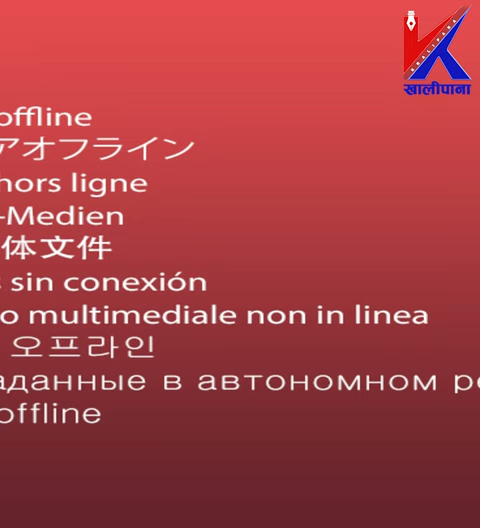 KHALIPANA
खालीपाना
offline
アオフライン
hors ligne
-Medien
体文件
sin conexión
o multimediale non in linea
오프라인
аданные в автономном ре
offline